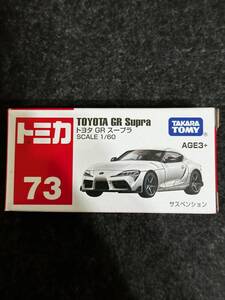 トミカ
73
TOYOTA GR Supra
トヨタ GR スープラ
SCALE 1/60
TAKARA
TOMY
AGE3+
サスペンション